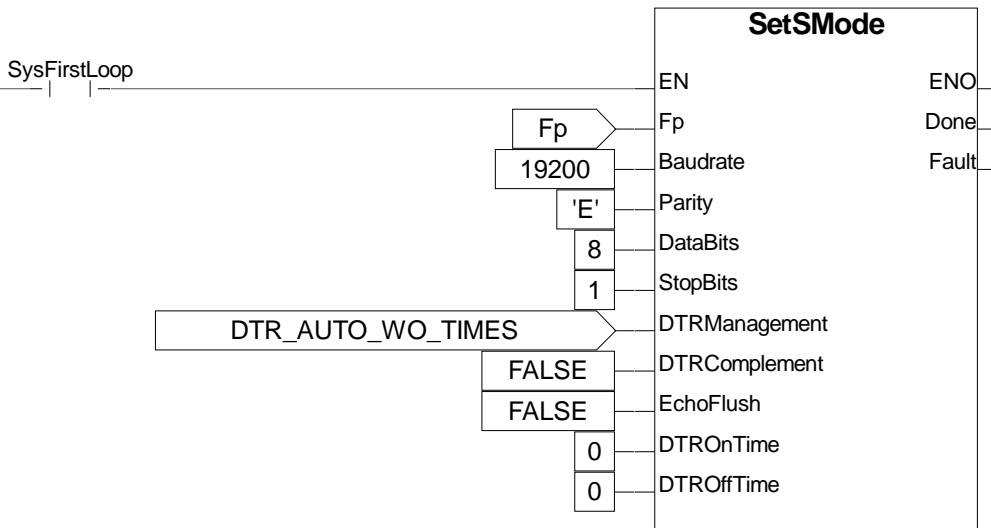 SetSMode
SysFirstLoop
EN ENO
Fp Fp Done
19200 Baudrate Fault
'E' Parity
8 DataBits
1 StopBits
DTR_AUTO_WO_TIMES DTRManagement
FALSE DTRComplement
FALSE EchoFlush
0 DTROnTime
0 DTROffTime